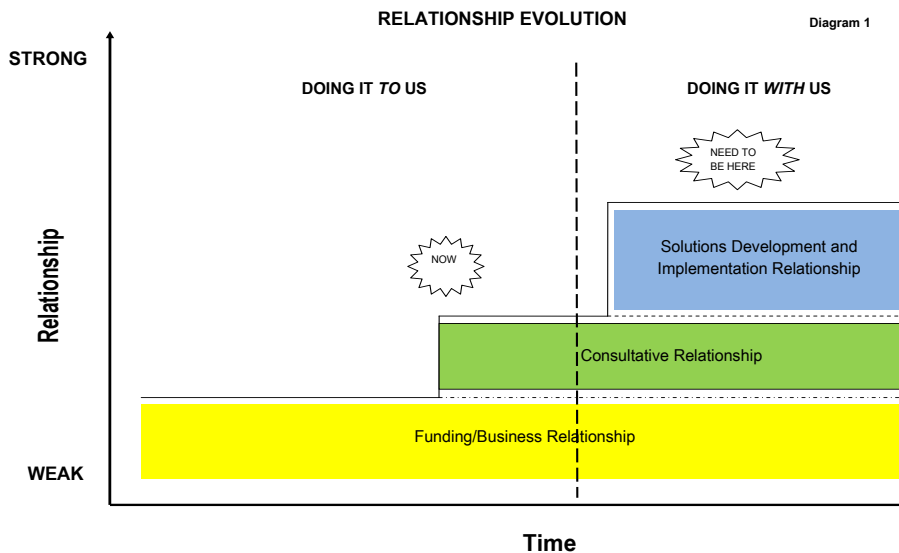 RELATIONSHIP EVOLUTION
Diagram 1
STRONG
DOING IT TO US
DOING IT WITH US
NEED TO
BE HERE
NOW
Relationship
Solutions Development and
Implementation Relationship
Consultative Relationship
Funding/Business Relationship
WEAK
Time